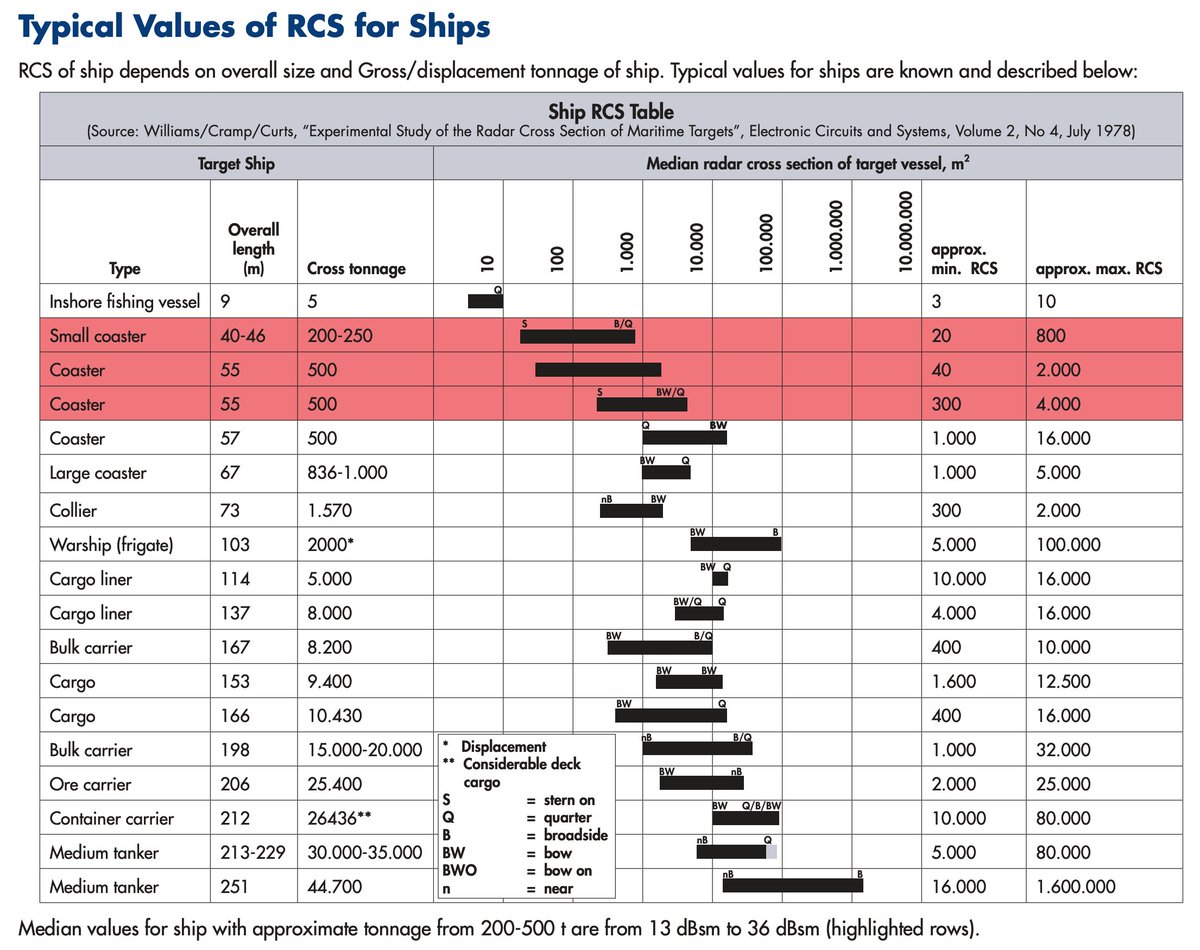 Typical Values of RCS for Ships
RCS of ship depends on overall size and Gross/displacement tonnage of ship. Typical values for ships are known and described below:
Ship RCS Table
(Source: Williams/Cramp/Curts, “Experimental Study of the Radar Cross Section of Maritime Targets”, Electronic Circuits and Systems, Volume 2, No 4, July 1978)
Target Ship Median radar cross section of target vessel, m²
Type Overall length (m) Cross tonnage 10 100 1.000 10.000 100.000 1.000.000 10.000.000 approx. min. RCS approx. max. RCS
Inshore fishing vessel 9 5 Q 3 10
Small coaster 40-46 200-250 S B/Q 20 800
Coaster 55 500 40 2.000
Coaster 55 500 S BW/Q 300 4.000
Coaster 57 500 Q BW 1.000 16.000
Large coaster 67 836-1.000 BW Q 1.000 5.000
Collier 73 1.570 nB BW 300 2.000
Warship (frigate) 103 2000* BW B 5.000 100.000
Cargo liner 114 5.000 BW Q 10.000 16.000
Cargo liner 137 8.000 BW/Q Q 4.000 16.000
Bulk carrier 167 8.200 BW B/Q 400 10.000
Cargo 153 9.400 BW BW 1.600 12.500
Cargo 166 10.430 BW Q 400 16.000
Bulk carrier 198 15.000-20.000 nB B/Q 1.000 32.000
Ore carrier 206 25.400 BW nB 2.000 25.000
Container carrier 212 26436** BW Q/B/BW 10.000 80.000
Medium tanker 213-229 30.000-35.000 nB Q 5.000 80.000
Medium tanker 251 44.700 nB B 16.000 1.600.000
* Displacement
** Considerable deck
cargo
S = stern on
Q = quarter
B = broadside
BW = bow
BWO = bow on
n = near
Median values for ship with approximate tonnage from 200-500 t are from 13 dBsm to 36 dBsm (highlighted rows).